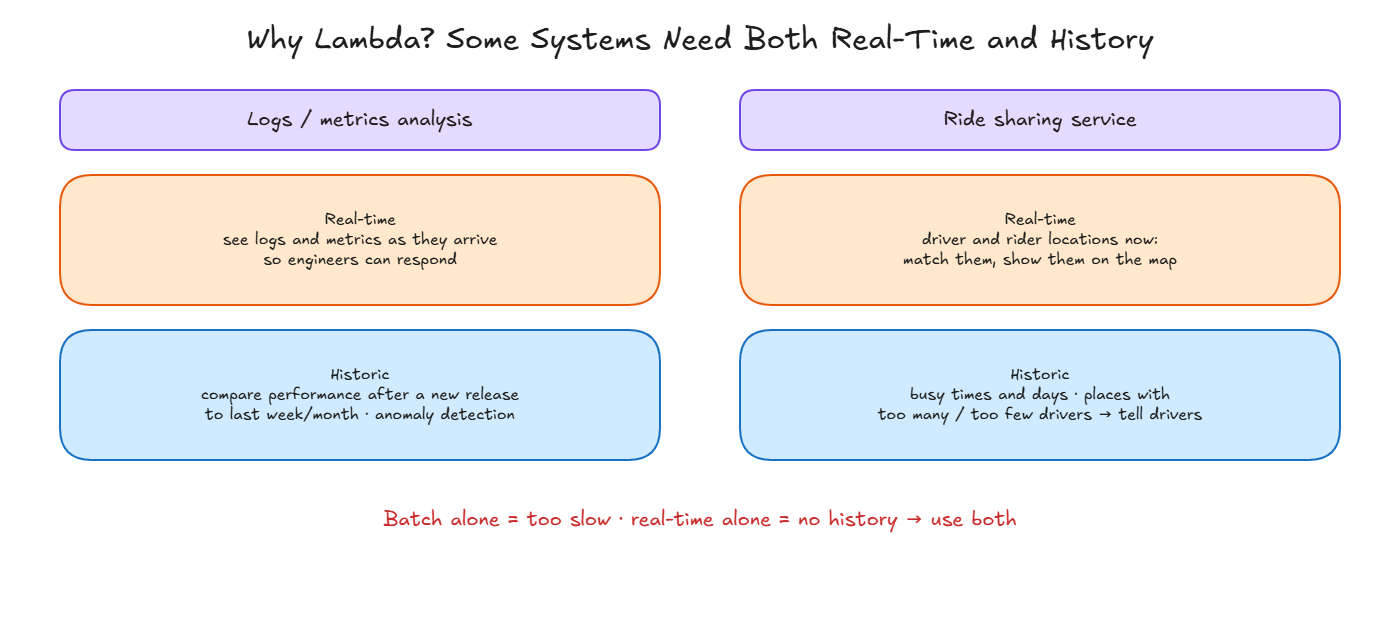 Why Lambda? Some Systems Need Both Real-Time and History
Logs / metrics analysis
Real-time
see logs and metrics as they arrive
so engineers can respond
Historic
compare performance after a new release
to last week/month · anomaly detection
Ride sharing service
Real-time
driver and rider locations now:
match them, show them on the map
Historic
busy times and days · places with
too many / too few drivers → tell drivers
Batch alone = too slow · real-time alone = no history → use both